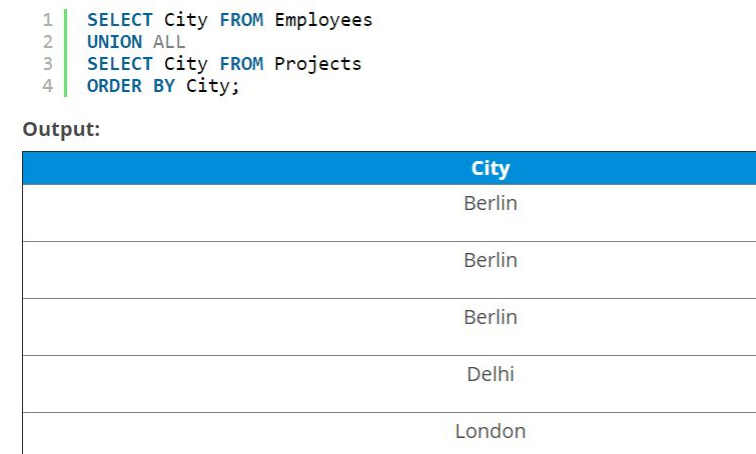 1 SELECT City FROM Employees
2 UNION ALL
3 SELECT City FROM Projects
4 ORDER BY City;
Output:
City
Berlin
Berlin
Berlin
Delhi
London